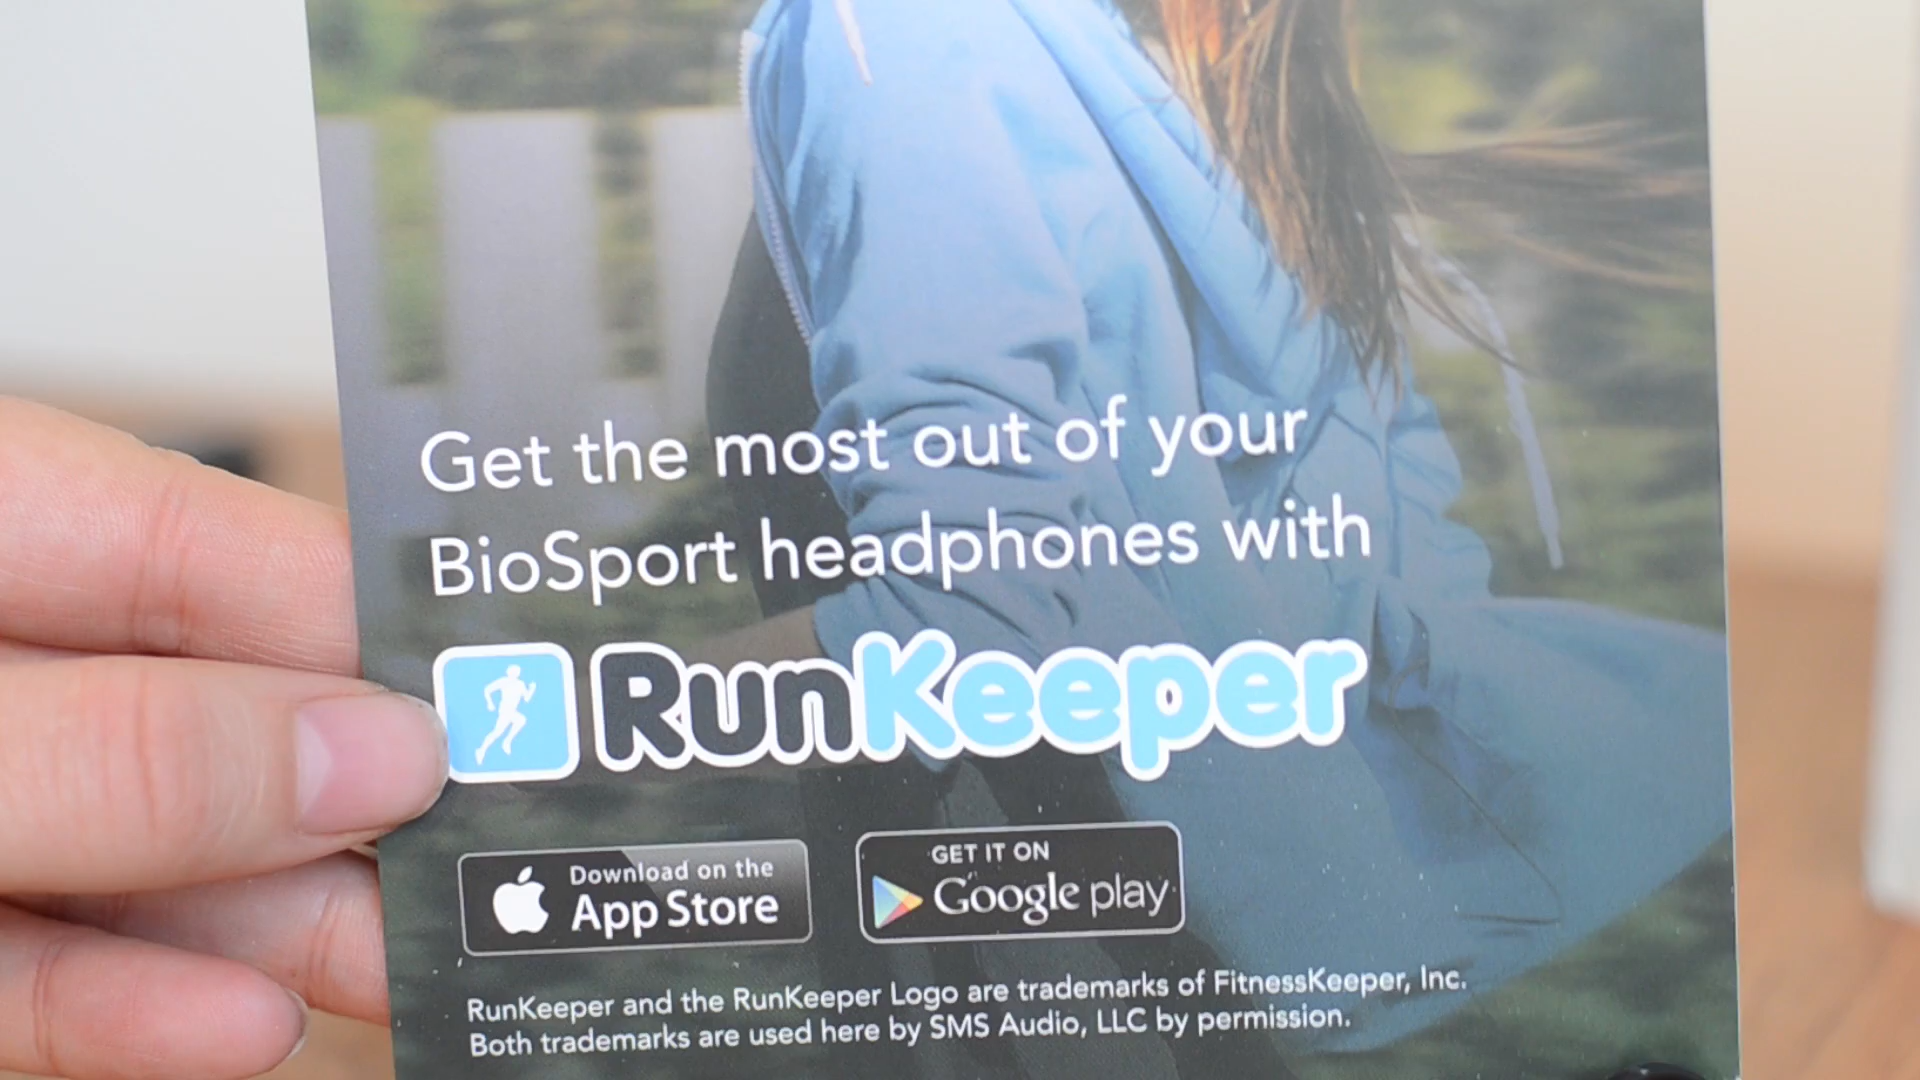 Get the most out of your
BioSport headphones with
RunKeeper
Download on the
App Store
GET IT ON
Google play
RunKeeper and the RunKeeper Logo are trademarks of FitnessKeeper, Inc.
Both trademarks are used here by SMS Audio, LLC by permission.